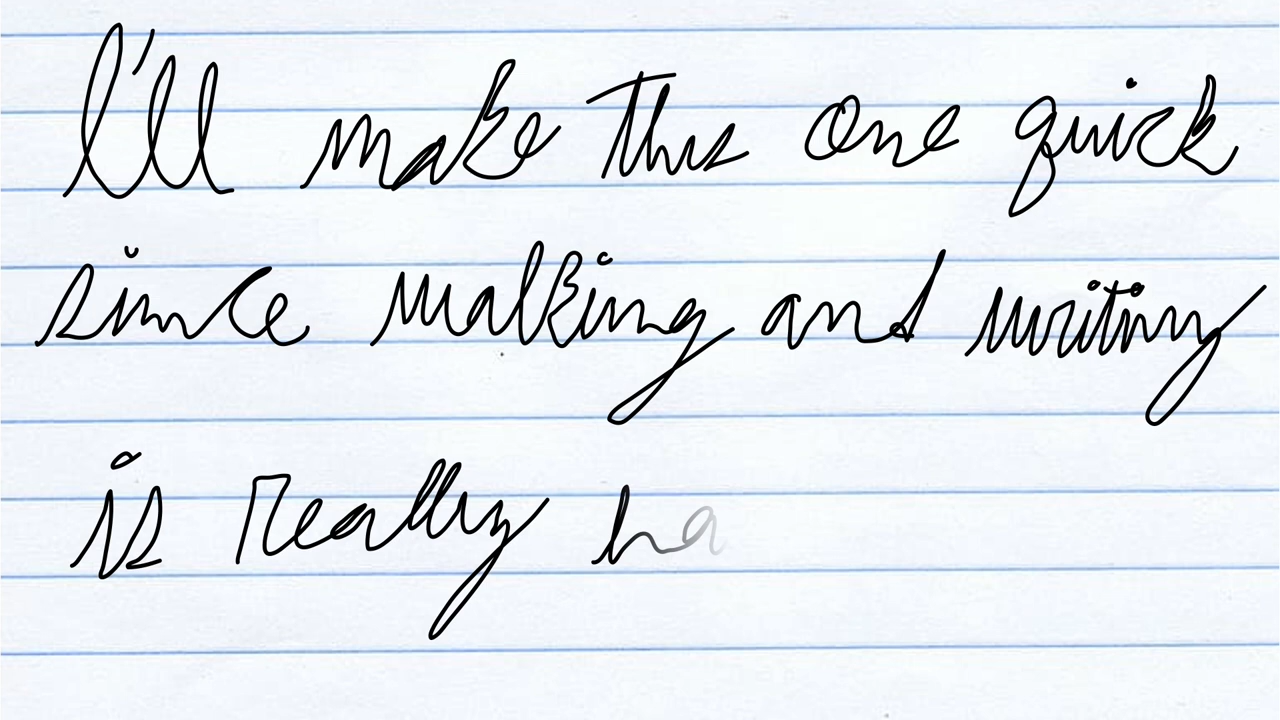 I'll make this one quick
since walking and writing
is really ha